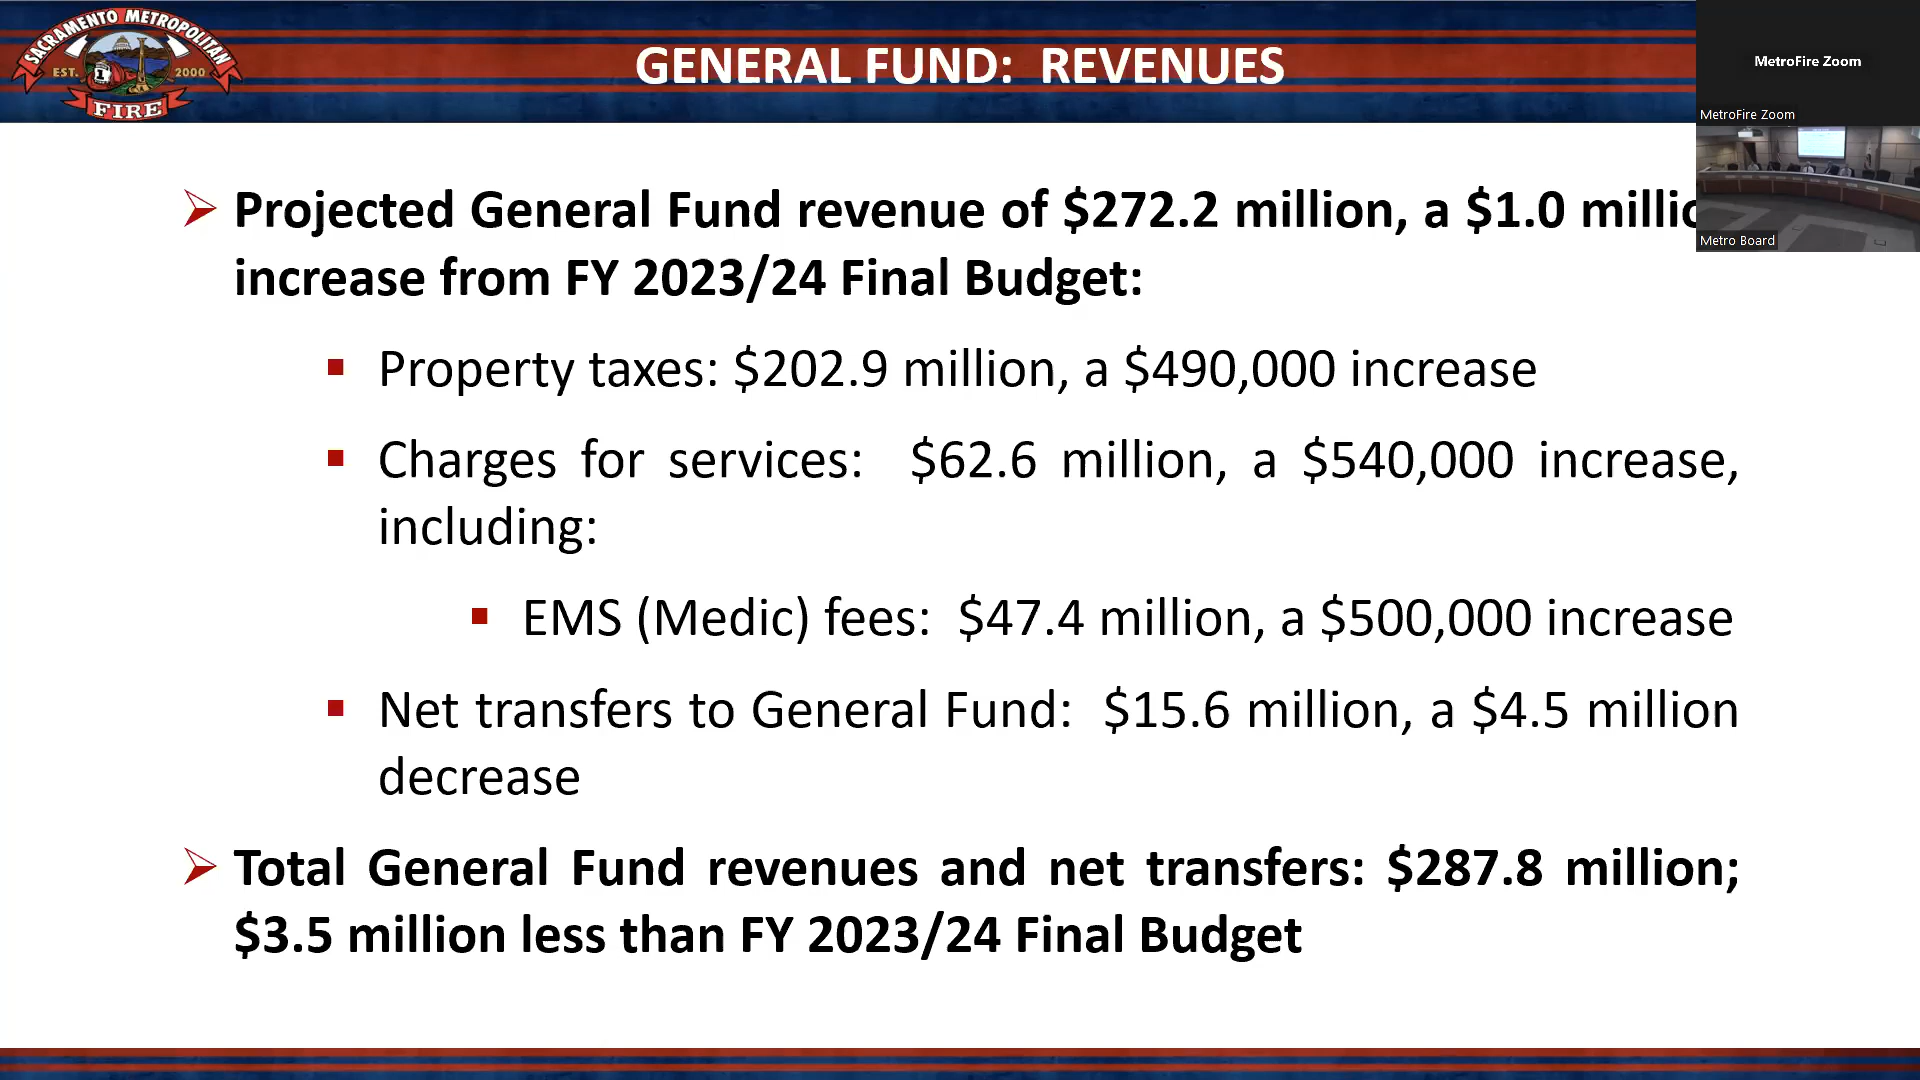 SACRAMENTO METROPOLITAN
EST. 1 2000
FIRE
GENERAL FUND: REVENUES
MetroFire Zoom
MetroFire Zoom
Metro Board
Projected General Fund revenue of $272.2 million, a $1.0 millio
increase from FY 2023/24 Final Budget:
Property taxes: $202.9 million, a $490,000 increase
Charges for services: $62.6 million, a $540,000 increase,
including:
EMS (Medic) fees: $47.4 million, a $500,000 increase
Net transfers to General Fund: $15.6 million, a $4.5 million
decrease
Total General Fund revenues and net transfers: $287.8 million;
$3.5 million less than FY 2023/24 Final Budget